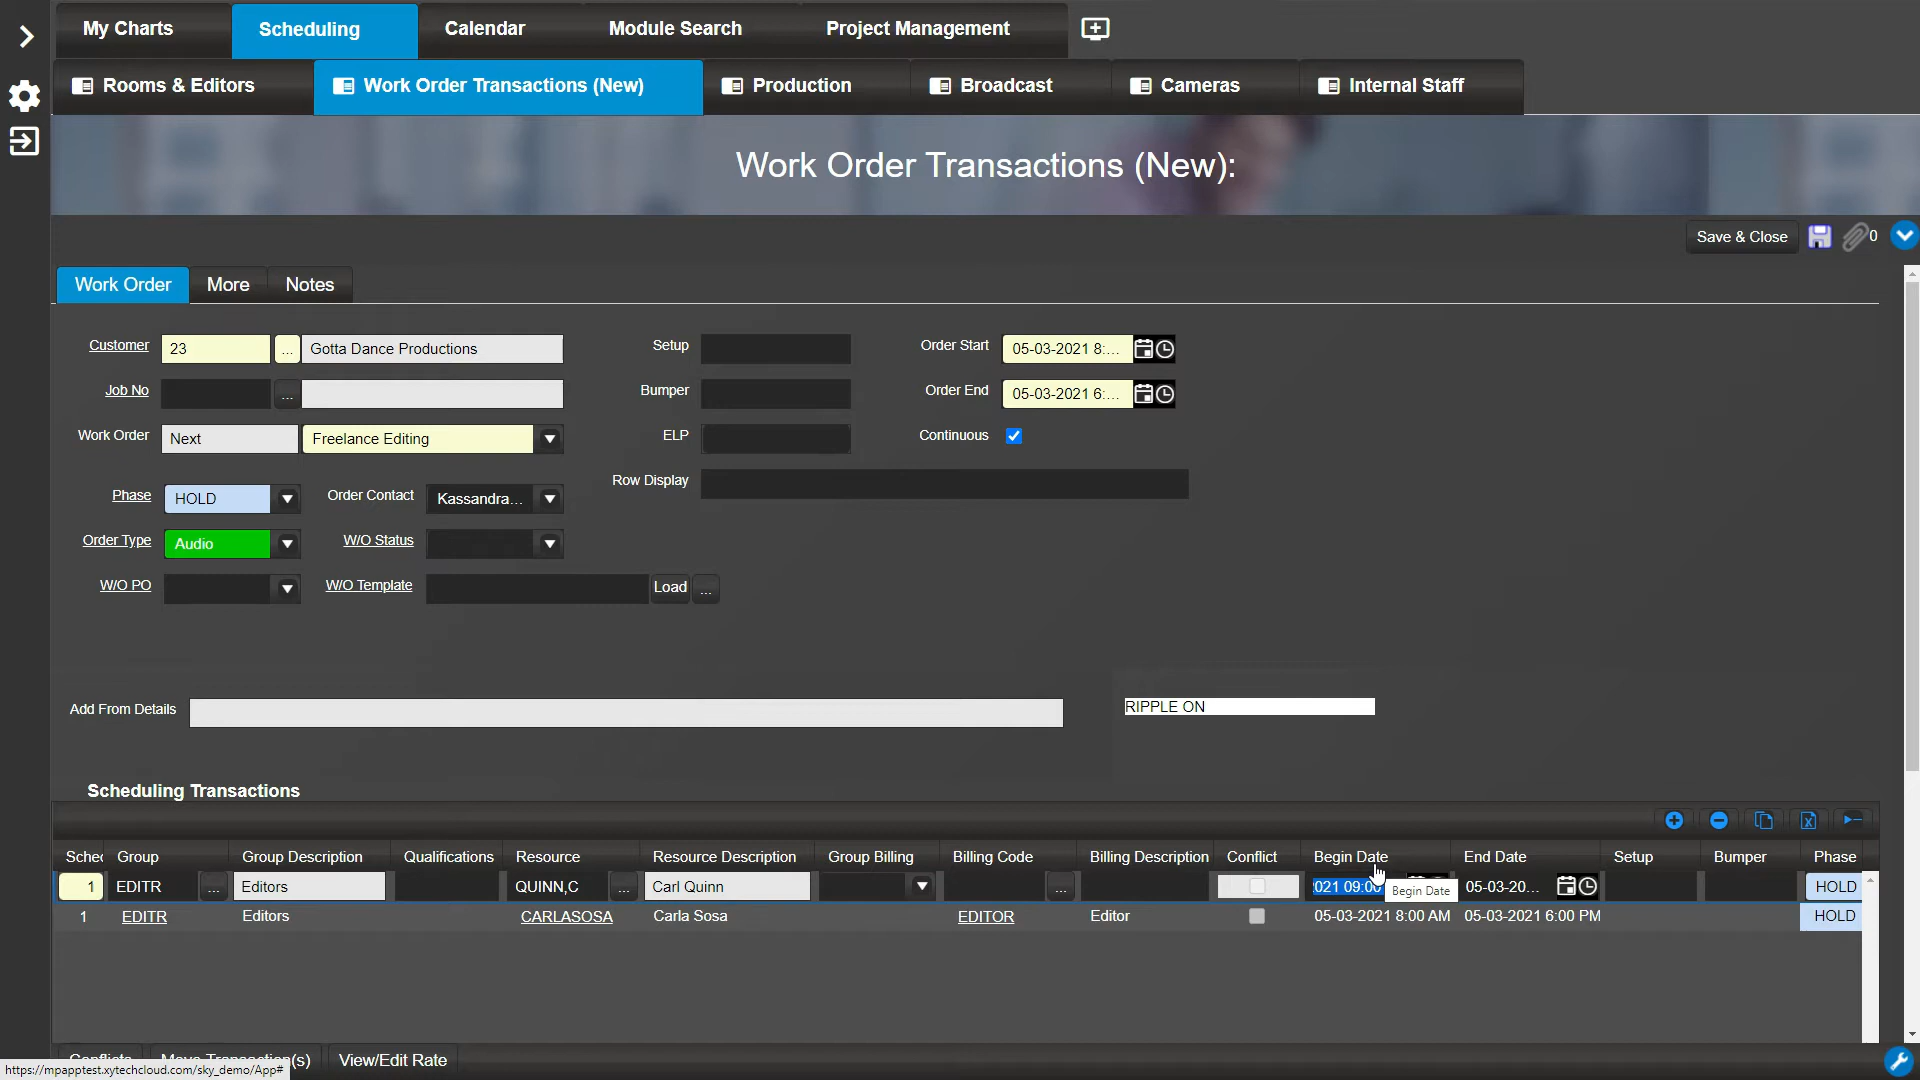 My Charts
Scheduling
Calendar
Module Search
Project Management
Rooms & Editors
Work Order Transactions (New)
Production
Broadcast
Cameras
Internal Staff
Work Order Transactions (New):
Save & Close
0
Work Order
More
Notes
Customer 23 ... Gotta Dance Productions
Setup
Order Start 05-03-2021 8:...
Job No ...
Bumper
Order End 05-03-2021 6:...
Work Order Next Freelance Editing
ELP
Continuous
Row Display
Phase HOLD
Order Contact Kassandra...
Order Type Audio
W/O Status
W/O PO
W/O Template Load ...
Add From Details
RIPPLE ON
Scheduling Transactions
Group Group Description Qualifications Resource Resource Description Group Billing Billing Code Billing Description Conflict Begin Date End Date Setup Bumper Phase
1 EDITR ... Editors QUINN,C ... Carl Quinn ... 021 09:00 05-03-20... HOLD
Begin Date
1 EDITR Editors CARLASOSA Carla Sosa EDITOR Editor 05-03-2021 8:00 AM 05-03-2021 6:00 PM HOLD
View/Edit Rate
https://mpapptest.xytechcloud.com/sky_demo/App#